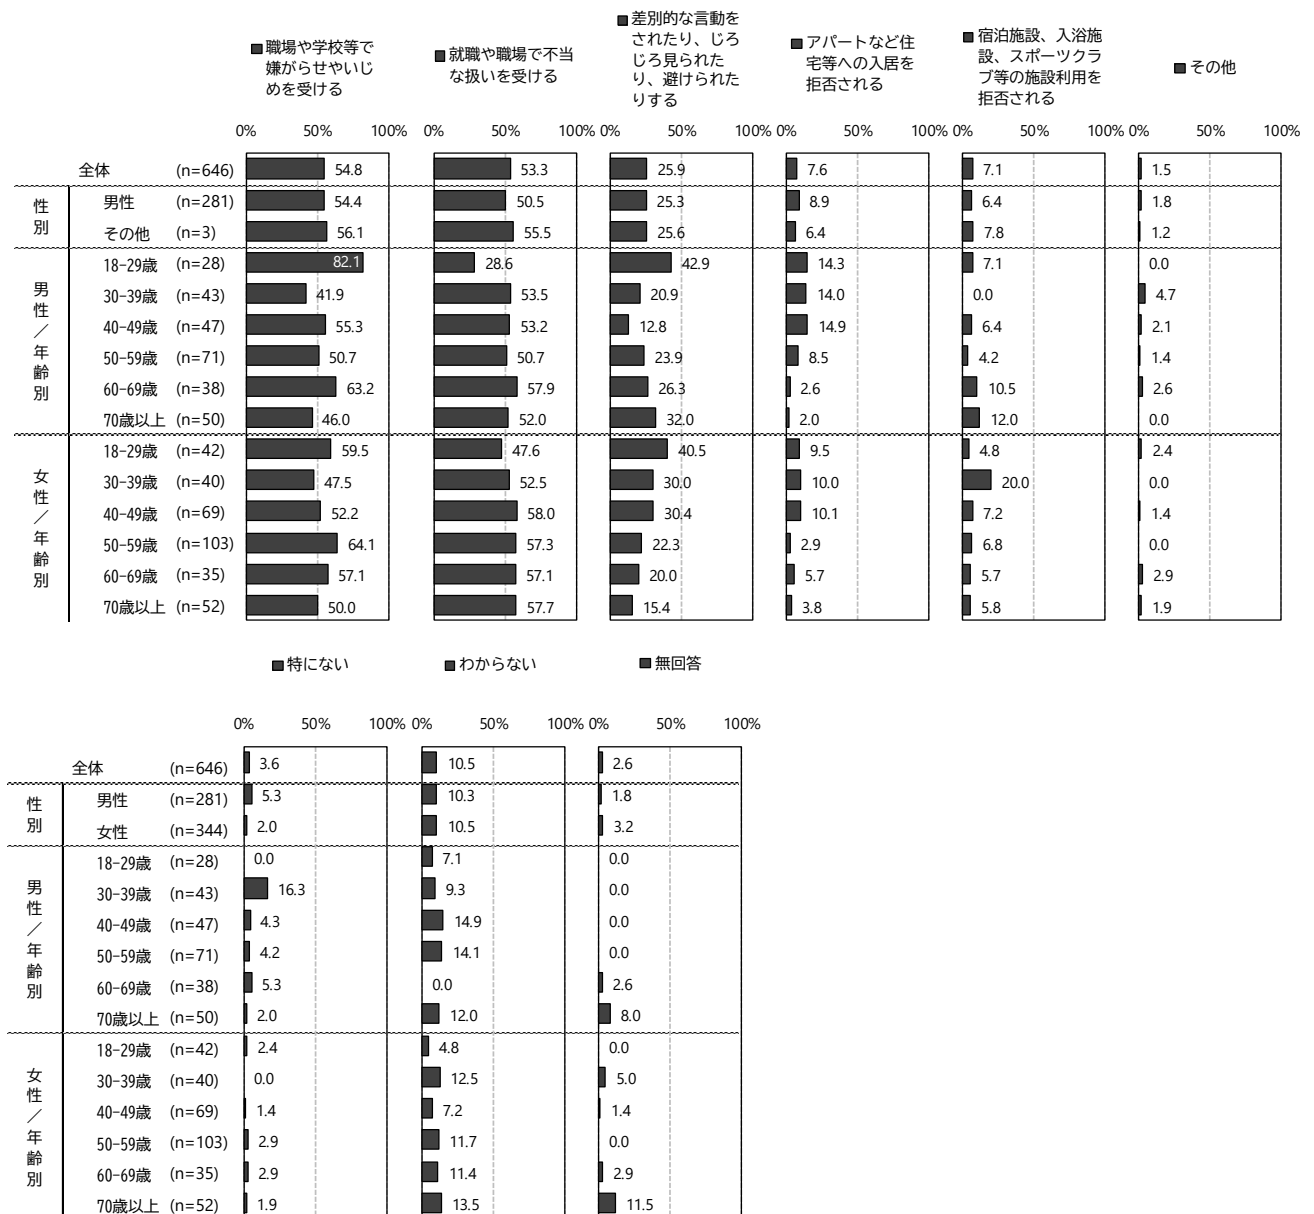 ■職場や学校等で
嫌がらせやいじ
めを受ける
■就職や職場で不当
な扱いを受ける
■差別的な言動を
されたり、じろ
じろ見られた
り、避けられた
りする
■アパートなど住
宅等への入居を
拒否される
■宿泊施設、入浴施
設、スポーツクラ
ブ等の施設利用を
拒否される
■その他
0% 50% 100% 0% 50% 100% 0% 50% 100% 0% 50% 100% 0% 50% 100% 0% 50% 100%
全体 (n=646) 54.8 53.3 25.9 7.6 7.1 1.5
性別
男性 (n=281) 54.4 50.5 25.3 8.9 6.4 1.8
その他 (n=3) 56.1 55.5 25.6 6.4 7.8 1.2
男性／年齢別
18-29歳 (n=28) 82.1 28.6 42.9 14.3 7.1 0.0
30-39歳 (n=43) 41.9 53.5 20.9 14.0 0.0 4.7
40-49歳 (n=47) 55.3 53.2 12.8 14.9 6.4 2.1
50-59歳 (n=71) 50.7 50.7 23.9 8.5 4.2 1.4
60-69歳 (n=38) 63.2 57.9 26.3 2.6 10.5 2.6
70歳以上 (n=50) 46.0 52.0 32.0 2.0 12.0 0.0
女性／年齢別
18-29歳 (n=42) 59.5 47.6 40.5 9.5 4.8 2.4
30-39歳 (n=40) 47.5 52.5 30.0 10.0 20.0 0.0
40-49歳 (n=69) 52.2 58.0 30.4 10.1 7.2 1.4
50-59歳 (n=103) 64.1 57.3 22.3 2.9 6.8 0.0
60-69歳 (n=35) 57.1 57.1 20.0 5.7 5.7 2.9
70歳以上 (n=52) 50.0 57.7 15.4 3.8 5.8 1.9
■特にない ■わからない ■無回答
0% 50% 100% 0% 50% 100% 0% 50% 100%
全体 (n=646) 3.6 10.5 2.6
性別
男性 (n=281) 5.3 10.3 1.8
女性 (n=344) 2.0 10.5 3.2
男性／年齢別
18-29歳 (n=28) 0.0 7.1 0.0
30-39歳 (n=43) 16.3 9.3 0.0
40-49歳 (n=47) 4.3 14.9 0.0
50-59歳 (n=71) 4.2 14.1 0.0
60-69歳 (n=38) 5.3 0.0 2.6
70歳以上 (n=50) 2.0 12.0 8.0
女性／年齢別
18-29歳 (n=42) 2.4 4.8 0.0
30-39歳 (n=40) 0.0 12.5 5.0
40-49歳 (n=69) 1.4 7.2 1.4
50-59歳 (n=103) 2.9 11.7 0.0
60-69歳 (n=35) 2.9 11.4 2.9
70歳以上 (n=52) 1.9 13.5 11.5